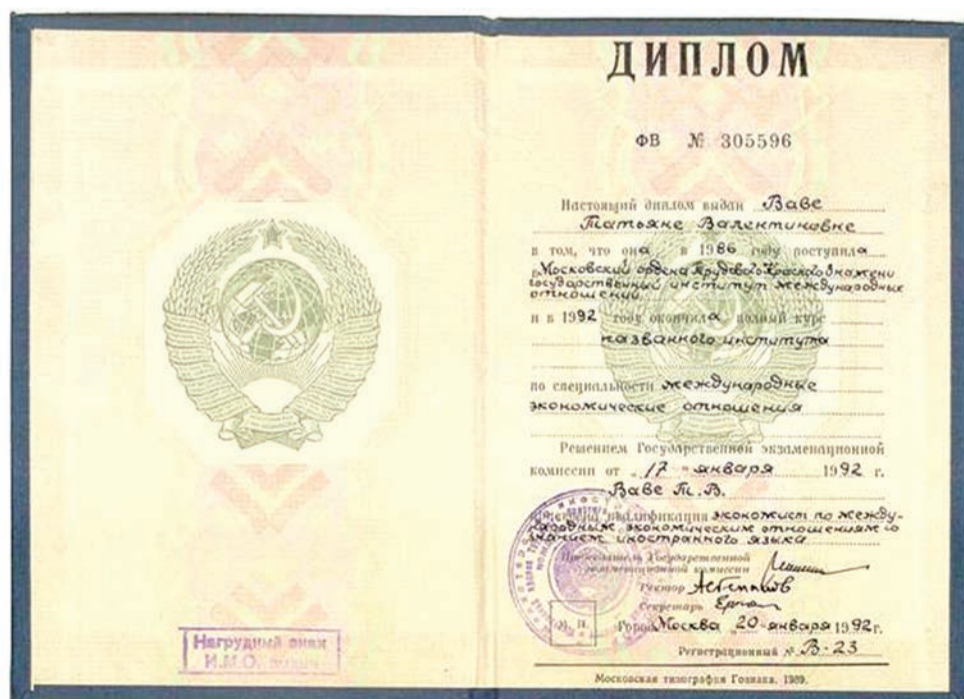 Нагрудный знак
И.М.О.
ДИПЛОМ
ФВ № 305596
Настоящий диплом выдан Ваве
Татьяне Валентиновне
в том, что она в 1986 году поступила
в Московский ордена Трудового Красного Знамени
государственный институт международных
отношений
и в 1992 году окончила полный курс
названного института
по специальности международные
экономические отношения
Решением Государственной экзаменационной
комиссии от „17“ января 1992 г.
Ваве Т.В.
присвоена квалификация экономист по между-
народным экономическим отношениям со
знанием иностранного языка
Председатель Государственной
экзаменационной комиссии
Ректор
Секретарь
М. П.
Город Москва „20“ января 1992г.
Регистрационный № В-23
Московская типография Гознака. 1989.